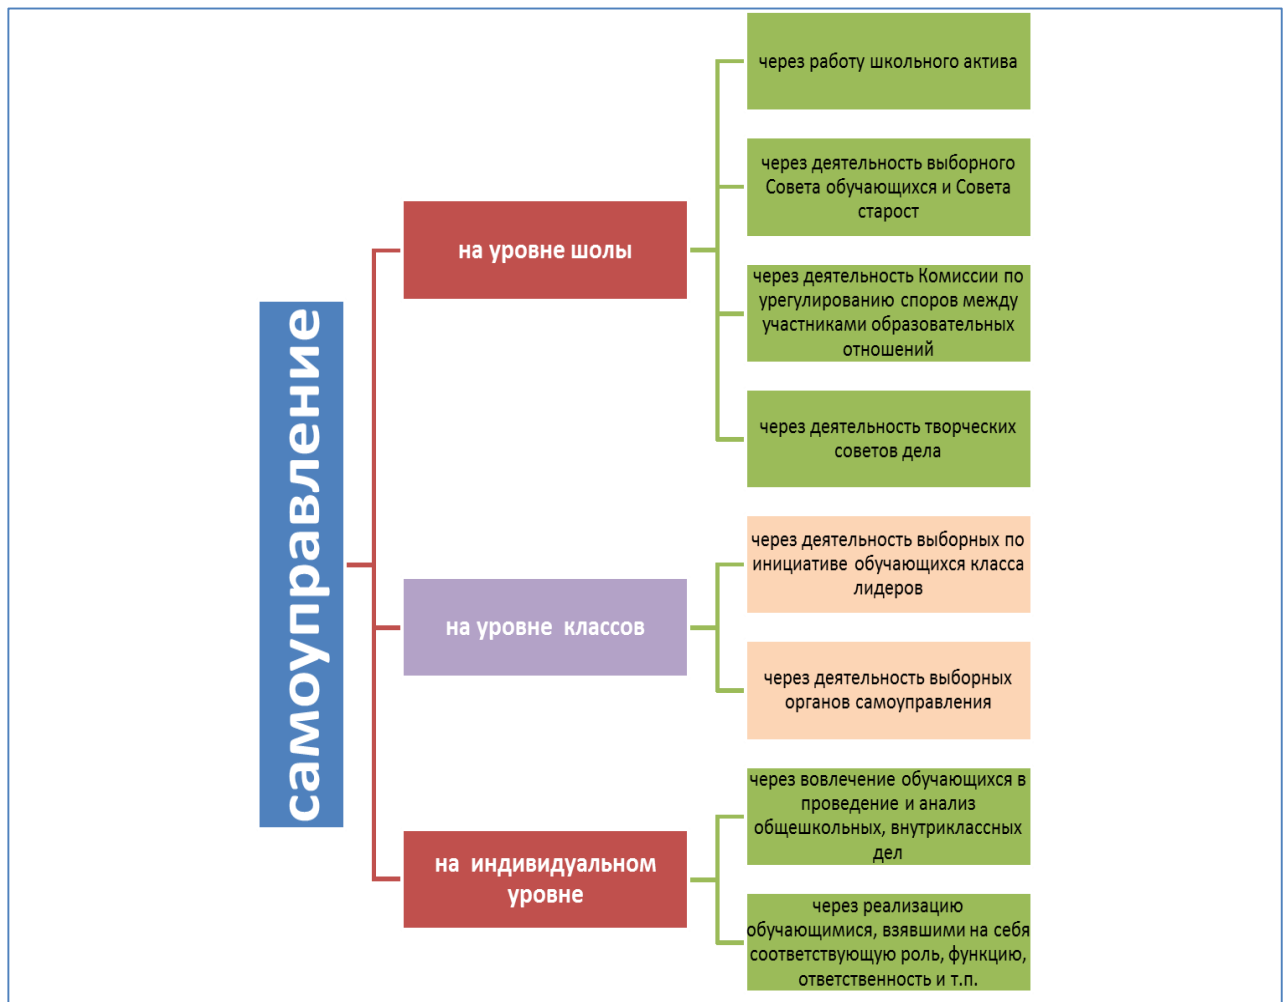 самоуправление
на уровне шолы
через работу школьного актива
через деятельность выборного
Совета обучающихся и Совета
старост
через деятельность Комиссии по
урегулированию споров между
участниками образовательных
отношений
через деятельность творческих
советов дела
на уровне классов
через деятельность выборных по
инициативе обучающихся класса
лидеров
через деятельность выборных
органов самоуправления
на индивидуальном
уровне
через вовлечение обучающихся в
проведение и анализ
общешкольных, внутриклассных
дел
через реализацию
обучающимися, взявшими на себя
соответствующую роль, функцию,
ответственность и т.п.